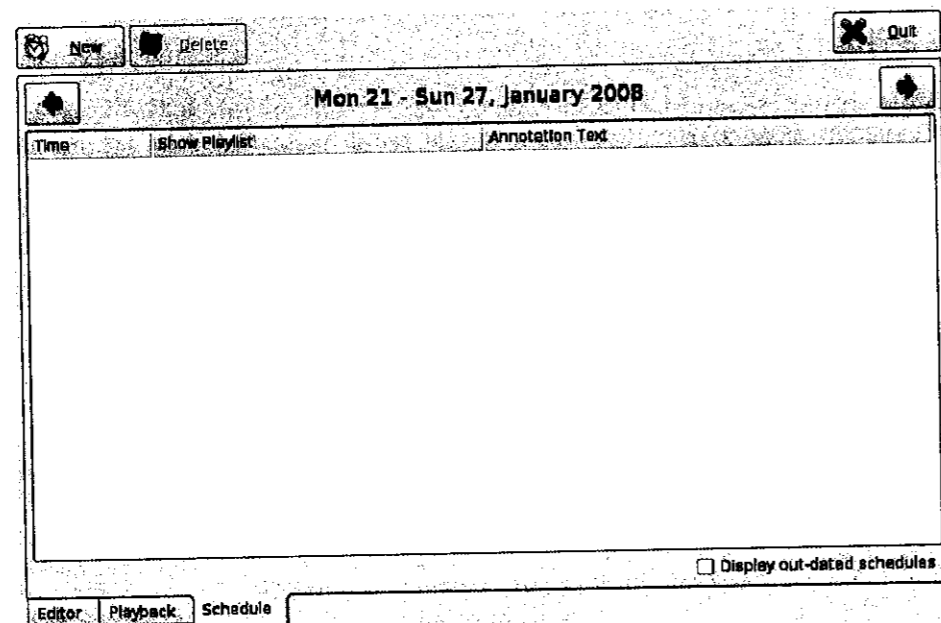 New Delete Quit
Mon 21 - Sun 27, January 2008
Time Show Playlist Annotation Text
Display out-dated schedules
Editor Playback Schedule